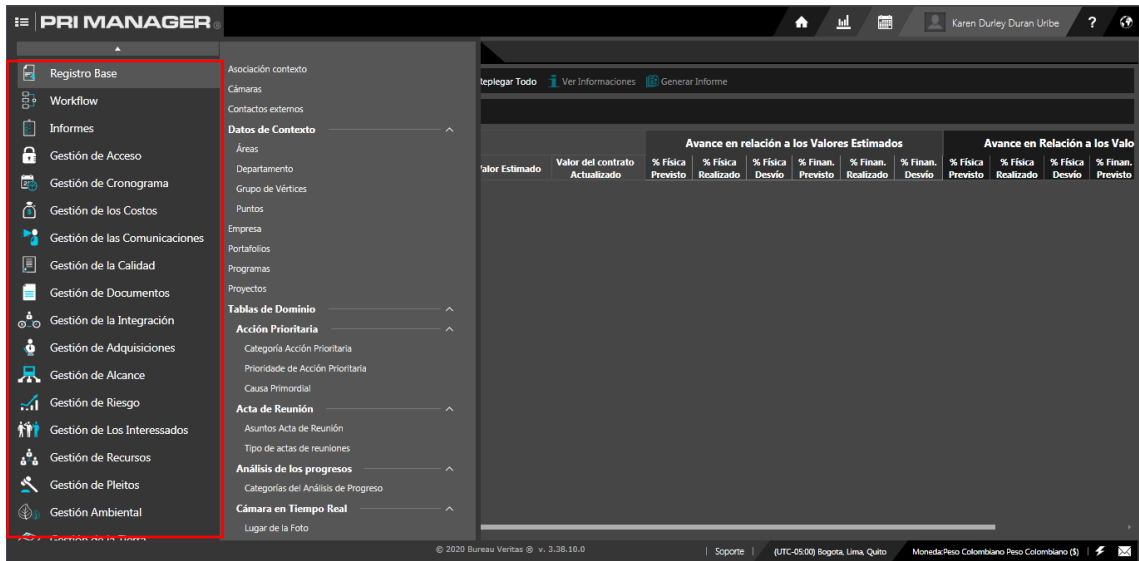 PRI MANAGER®
Karen Durley Duran Uribe
?
Registro Base
Workflow
Informes
Gestión de Acceso
Gestión de Cronograma
Gestión de los Costos
Gestión de las Comunicaciones
Gestión de la Calidad
Gestión de Documentos
Gestión de la Integración
Gestión de Adquisiciones
Gestión de Alcance
Gestión de Riesgo
Gestión de Los Interessados
Gestión de Recursos
Gestión de Pleitos
Gestión Ambiental
Gestión de la Tierra
Asociación contexto
Cámaras
Contactos externos
Datos de Contexto
Áreas
Departamento
Grupo de Vértices
Puntos
Empresa
Portafolios
Programas
Proyectos
Tablas de Dominio
Acción Prioritaria
Categoría Acción Prioritaria
Prioridade de Acción Prioritaria
Causa Primordial
Acta de Reunión
Asuntos Acta de Reunión
Tipo de actas de reuniones
Análisis de los progresos
Categorías del Análisis de Progreso
Cámara en Tiempo Real
Lugar de la Foto
Replegar Todo Ver Informaciones Generar Informe
Avance en relación a los Valores Estimados Avance en Relación a los Valo
Valor Estimado Valor del contrato Actualizado % Física Previsto % Física Realizado % Física Desvío % Finan. Previsto % Finan. Realizado % Finan. Desvío % Física Previsto % Física Realizado % Física Desvío % Finan. Previsto
© 2020 Bureau Veritas ® v. 3.38.10.0 | Soporte | (UTC-05:00) Bogota, Lima, Quito Moneda:Peso Colombiano Peso Colombiano ($) |